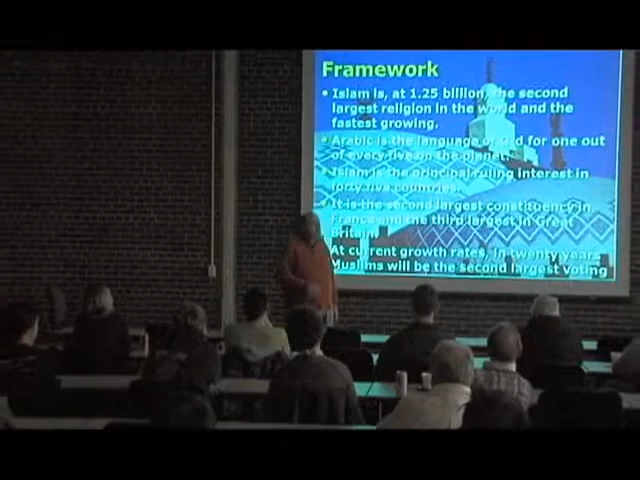 Framework
• Islam is, at 1.25 billion, the second
largest religion in the world and the
fastest growing.
• Arabic is the language of God for one out
of every five on the planet.
• Islam is the principal ruling interest in
forty five countries.
• It is the second largest constituency in
France and the third largest in Great
Britain
At current growth rates, in twenty years
Muslims will be the second largest voting